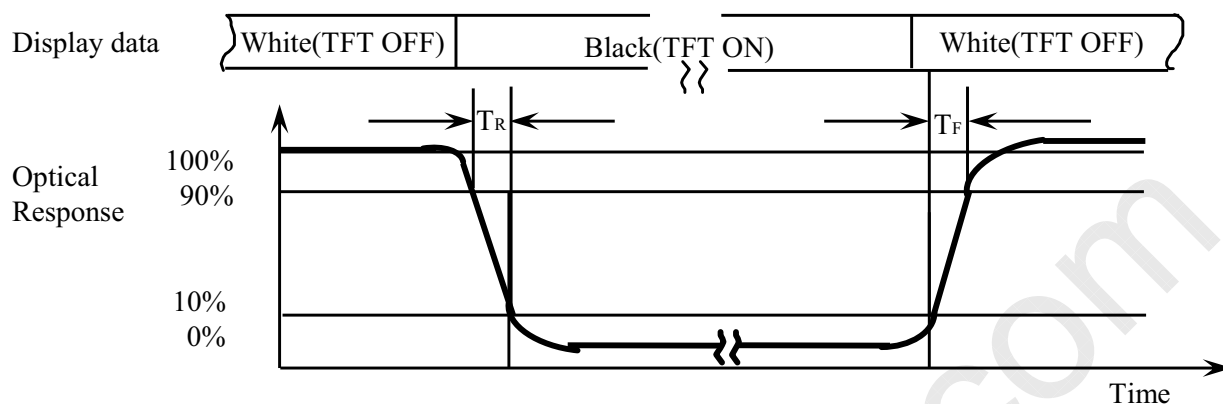 Display data White(TFT OFF) Black(TFT ON) White(TFT OFF)
TR TF
100%
Optical
Response
90%
10%
0%
Time
com